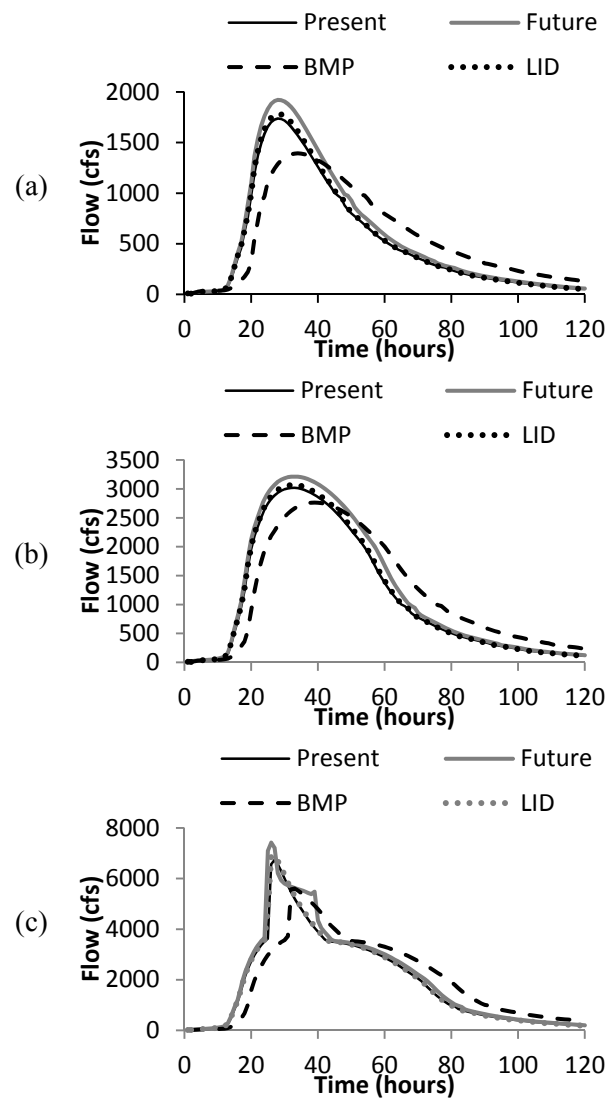 Present Future
BMP LID
(a)
Flow (cfs)
2000
1500
1000
500
0
0 20 40 60 80 100 120
Time (hours)
Present Future
BMP LID
(b)
Flow (cfs)
3500
3000
2500
2000
1500
1000
500
0
0 20 40 60 80 100 120
Time (hours)
Present Future
BMP LID
(c)
Flow (cfs)
8000
6000
4000
2000
0
0 20 40 60 80 100 120
Time (hours)